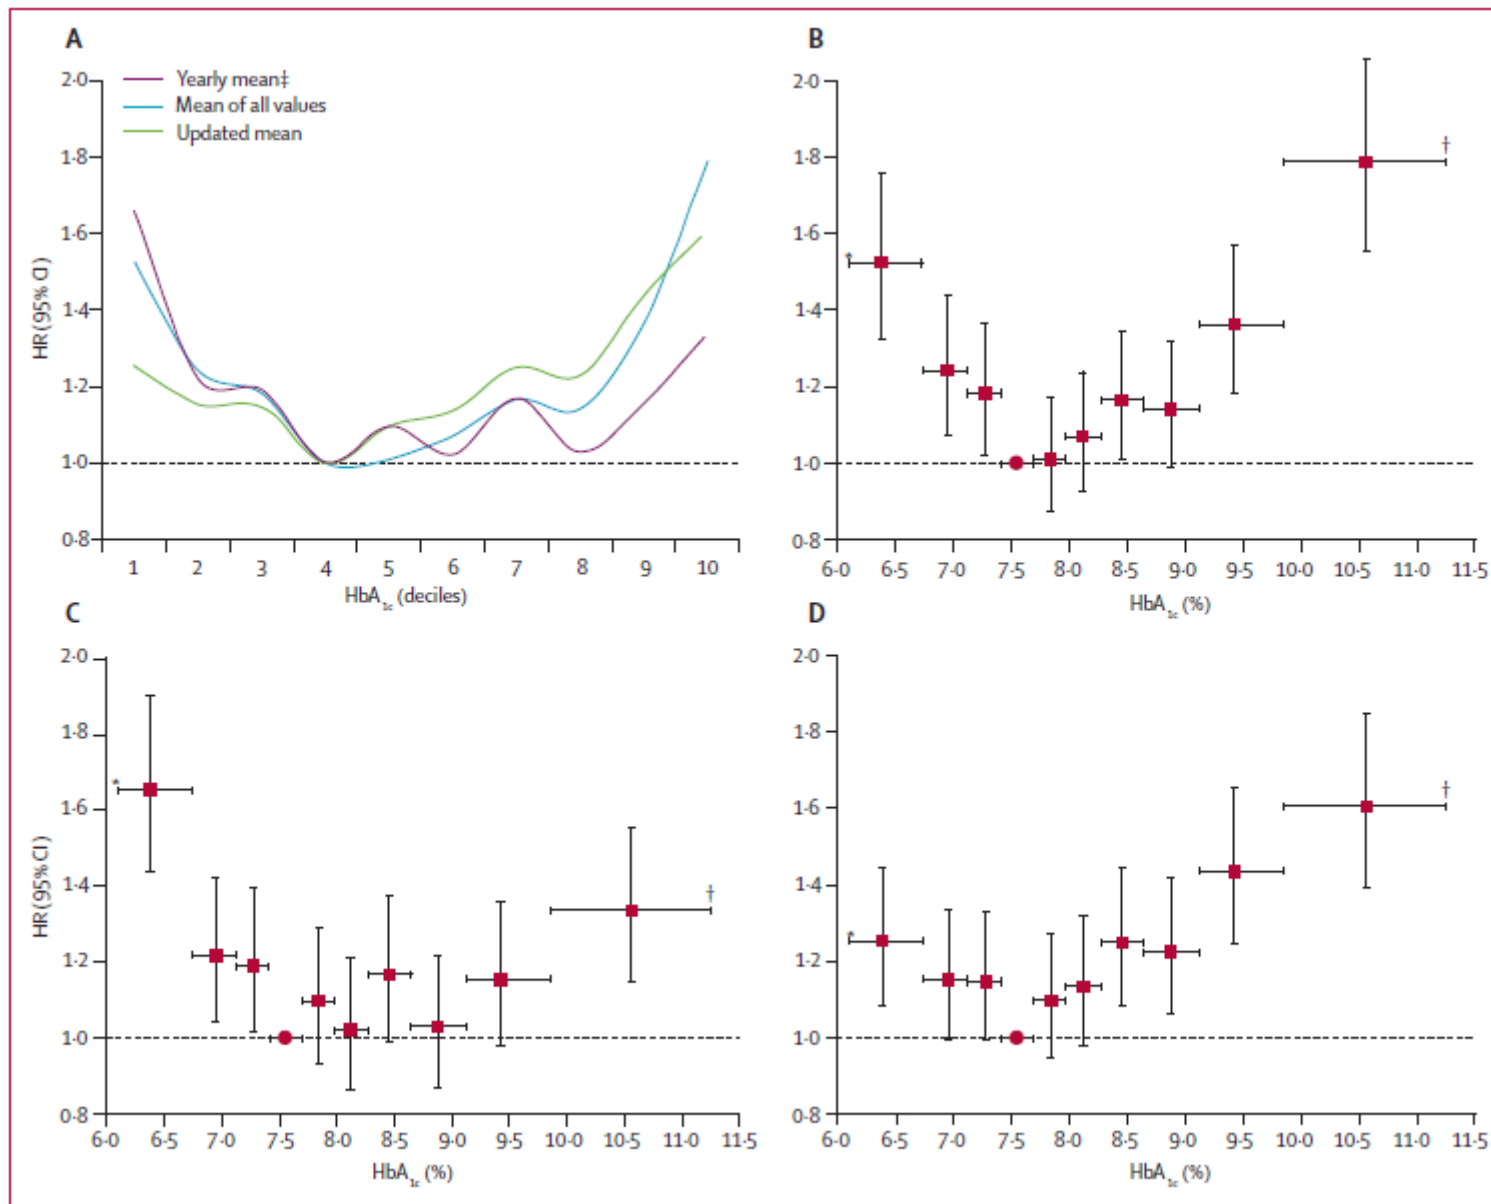 A
2·0
1·8
1·6
1·4
1·2
1·0
0·8
HR (95% CI)
Yearly mean‡
Mean of all values
Updated mean
1 2 3 4 5 6 7 8 9 10
HbA1c (deciles)
B
2·0
1·8
1·6
1·4
1·2
1·0
0·8
*
†
6·0 6·5 7·0 7·5 8·0 8·5 9·0 9·5 10·0 10·5 11·0 11·5
HbA1c (%)
C
2·0
1·8
1·6
1·4
1·2
1·0
0·8
HR (95% CI)
*
†
6·0 6·5 7·0 7·5 8·0 8·5 9·0 9·5 10·0 10·5 11·0 11·5
HbA1c (%)
D
2·0
1·8
1·6
1·4
1·2
1·0
0·8
*
†
6·0 6·5 7·0 7·5 8·0 8·5 9·0 9·5 10·0 10·5 11·0 11·5
HbA1c (%)